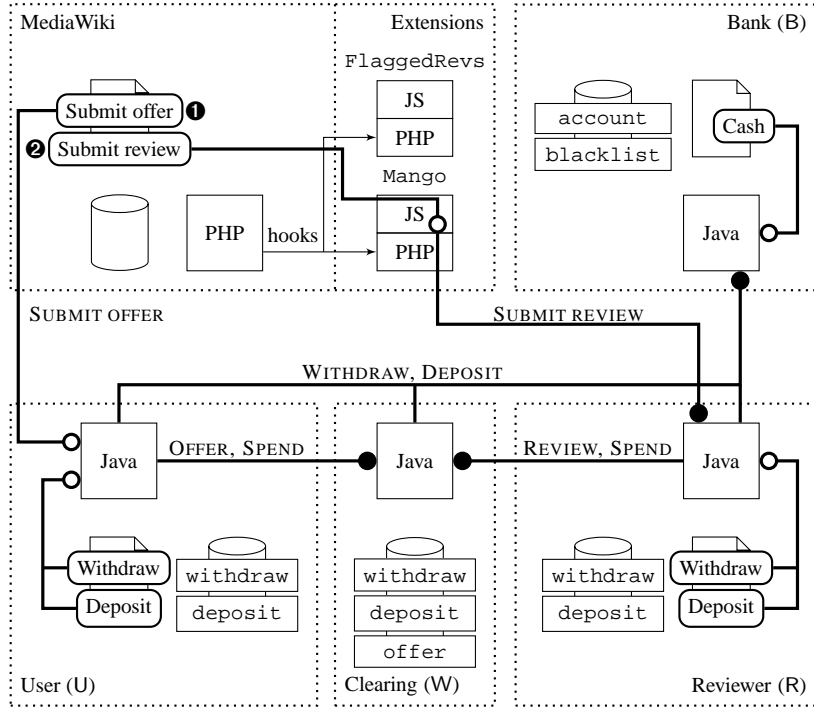 MediaWiki
Extensions
Bank (B)
FlaggedRevs
JS
PHP
Submit offer ❶
❷ Submit review
account
blacklist
Cash
Mango
JS
PHP
PHP
hooks
Java
SUBMIT OFFER
SUBMIT REVIEW
WITHDRAW, DEPOSIT
Java
OFFER, SPEND
Java
REVIEW, SPEND
Java
Withdraw
Deposit
withdraw
deposit
withdraw
deposit
offer
withdraw
deposit
Withdraw
Deposit
User (U)
Clearing (W)
Reviewer (R)